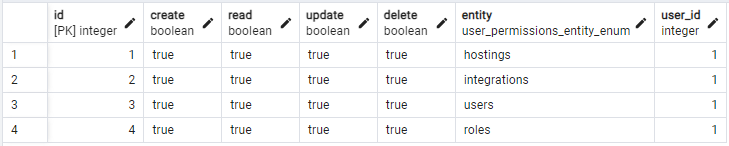 id create read update delete entity user_id
[PK] integer boolean boolean boolean boolean user_permissions_entity_enum integer
1 1 true true true true hostings 1
2 2 true true true true integrations 1
3 3 true true true true users 1
4 4 true true true true roles 1